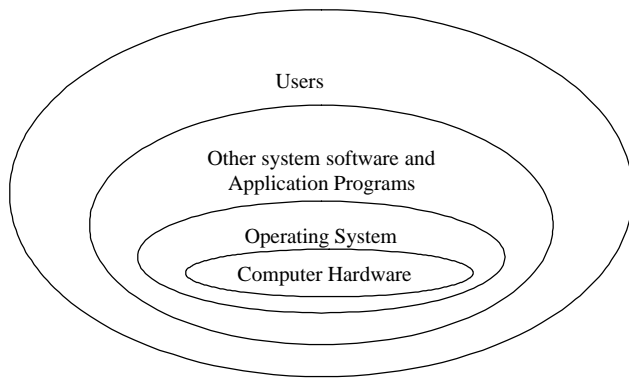 Users
Other system software and
Application Programs
Operating System
Computer Hardware